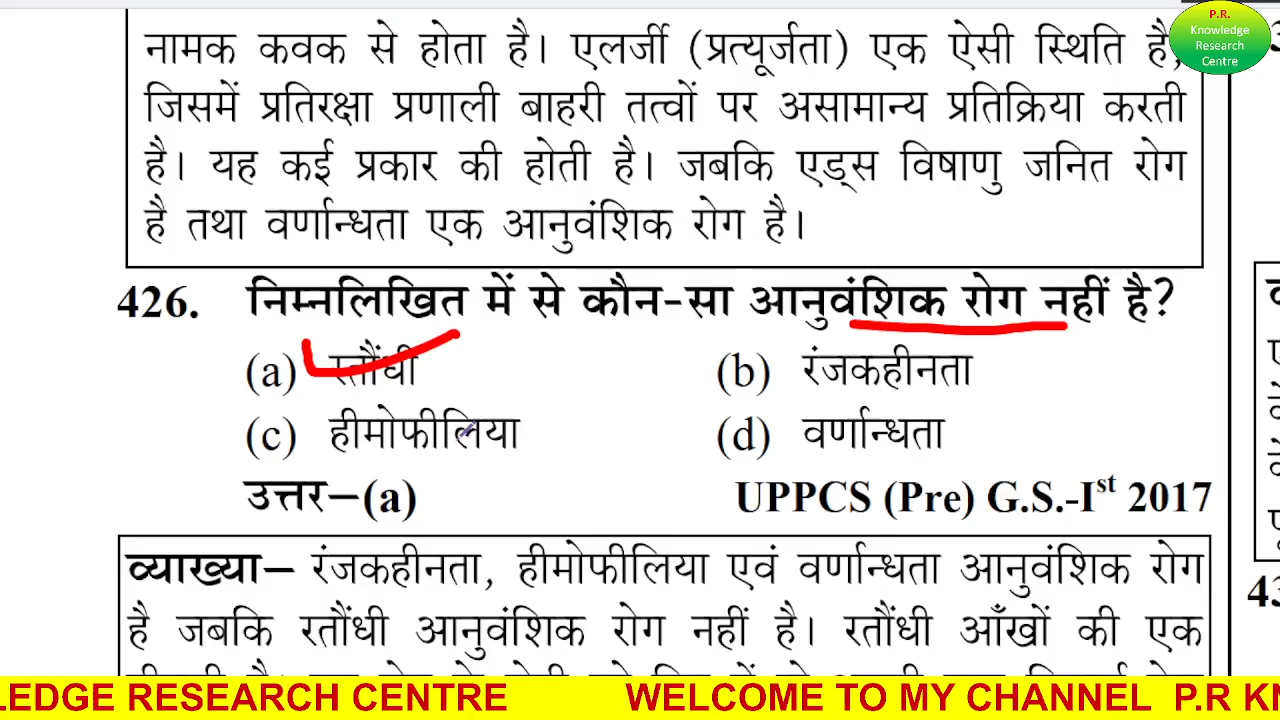 P.R.
Knowledge
Research
Centre
नामक कवक से होता है। एलर्जी (प्रत्यूर्जता) एक ऐसी स्थिति है,
जिसमें प्रतिरक्षा प्रणाली बाहरी तत्वों पर असामान्य प्रतिक्रिया करती
है। यह कई प्रकार की होती है। जबकि एड्स विषाणु जनित रोग
है तथा वर्णान्धता एक आनुवंशिक रोग है।
426. निम्नलिखित में से कौन-सा आनुवंशिक रोग नहीं है?
(a) रतौंधी (b) रंजकहीनता
(c) हीमोफीलिया (d) वर्णान्धता
उत्तर–(a) UPPCS (Pre) G.S.-Ist 2017
व्याख्या– रंजकहीनता, हीमोफीलिया एवं वर्णान्धता आनुवंशिक रोग
है जबकि रतौंधी आनुवंशिक रोग नहीं है। रतौंधी आँखों की एक
LEDGE RESEARCH CENTRE WELCOME TO MY CHANNEL P.R KN